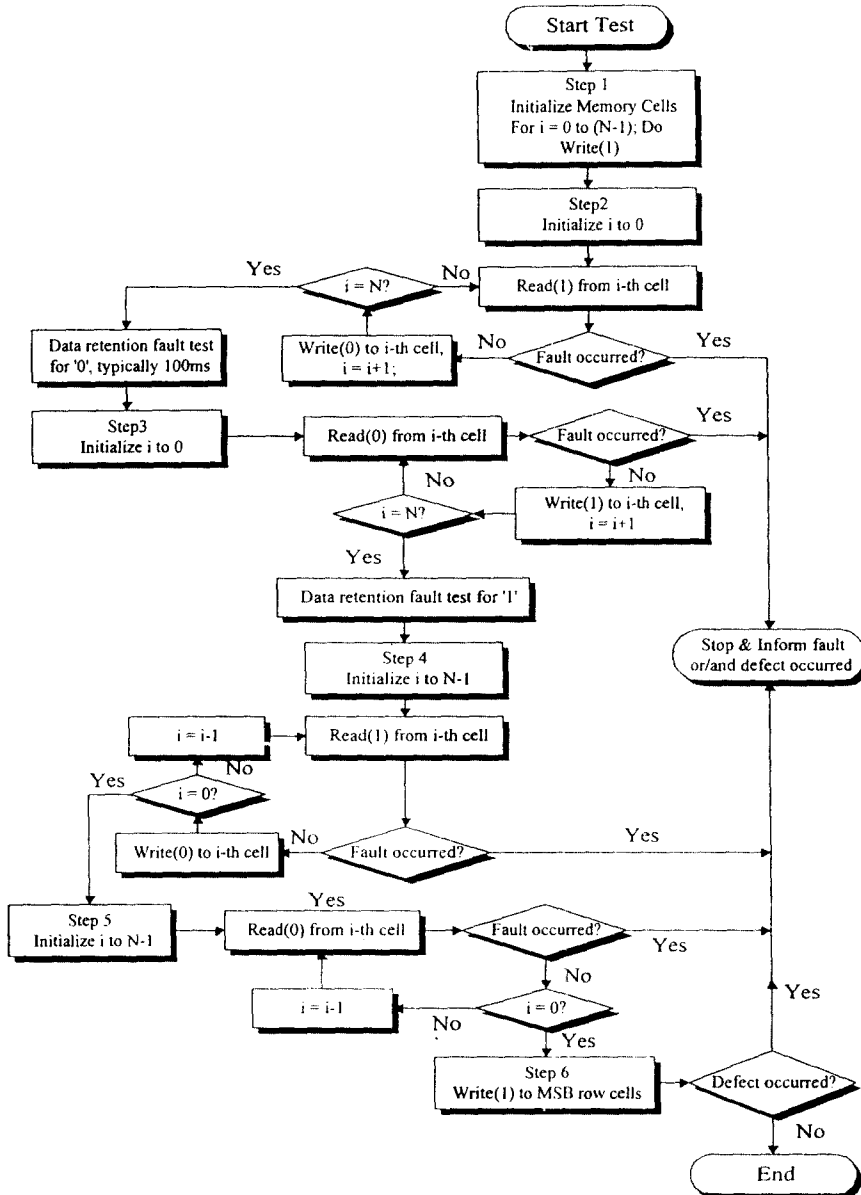 Start Test
Step 1
Initialize Memory Cells
For i = 0 to (N-1); Do
Write(1)
Step2
Initialize i to 0
Yes
i = N?
No
Read(1) from i-th cell
Data retention fault test
for '0', typically 100ms
Write(0) to i-th cell,
i = i+1;
No
Fault occurred?
Yes
Step3
Initialize i to 0
Read(0) from i-th cell
Fault occurred?
Yes
No
No
Write(1) to i-th cell,
i = i+1
i = N?
Yes
Data retention fault test for '1'
Step 4
Initialize i to N-1
Stop & Inform fault
or/and defect occurred
i = i-1
Read(1) from i-th cell
No
Yes
i = 0?
Write(0) to i-th cell
No
Fault occurred?
Yes
Step 5
Initialize i to N-1
Yes
Read(0) from i-th cell
Fault occurred?
Yes
No
i = i-1
No
i = 0?
Yes
Yes
Step 6
Write(1) to MSB row cells
Defect occurred?
No
End